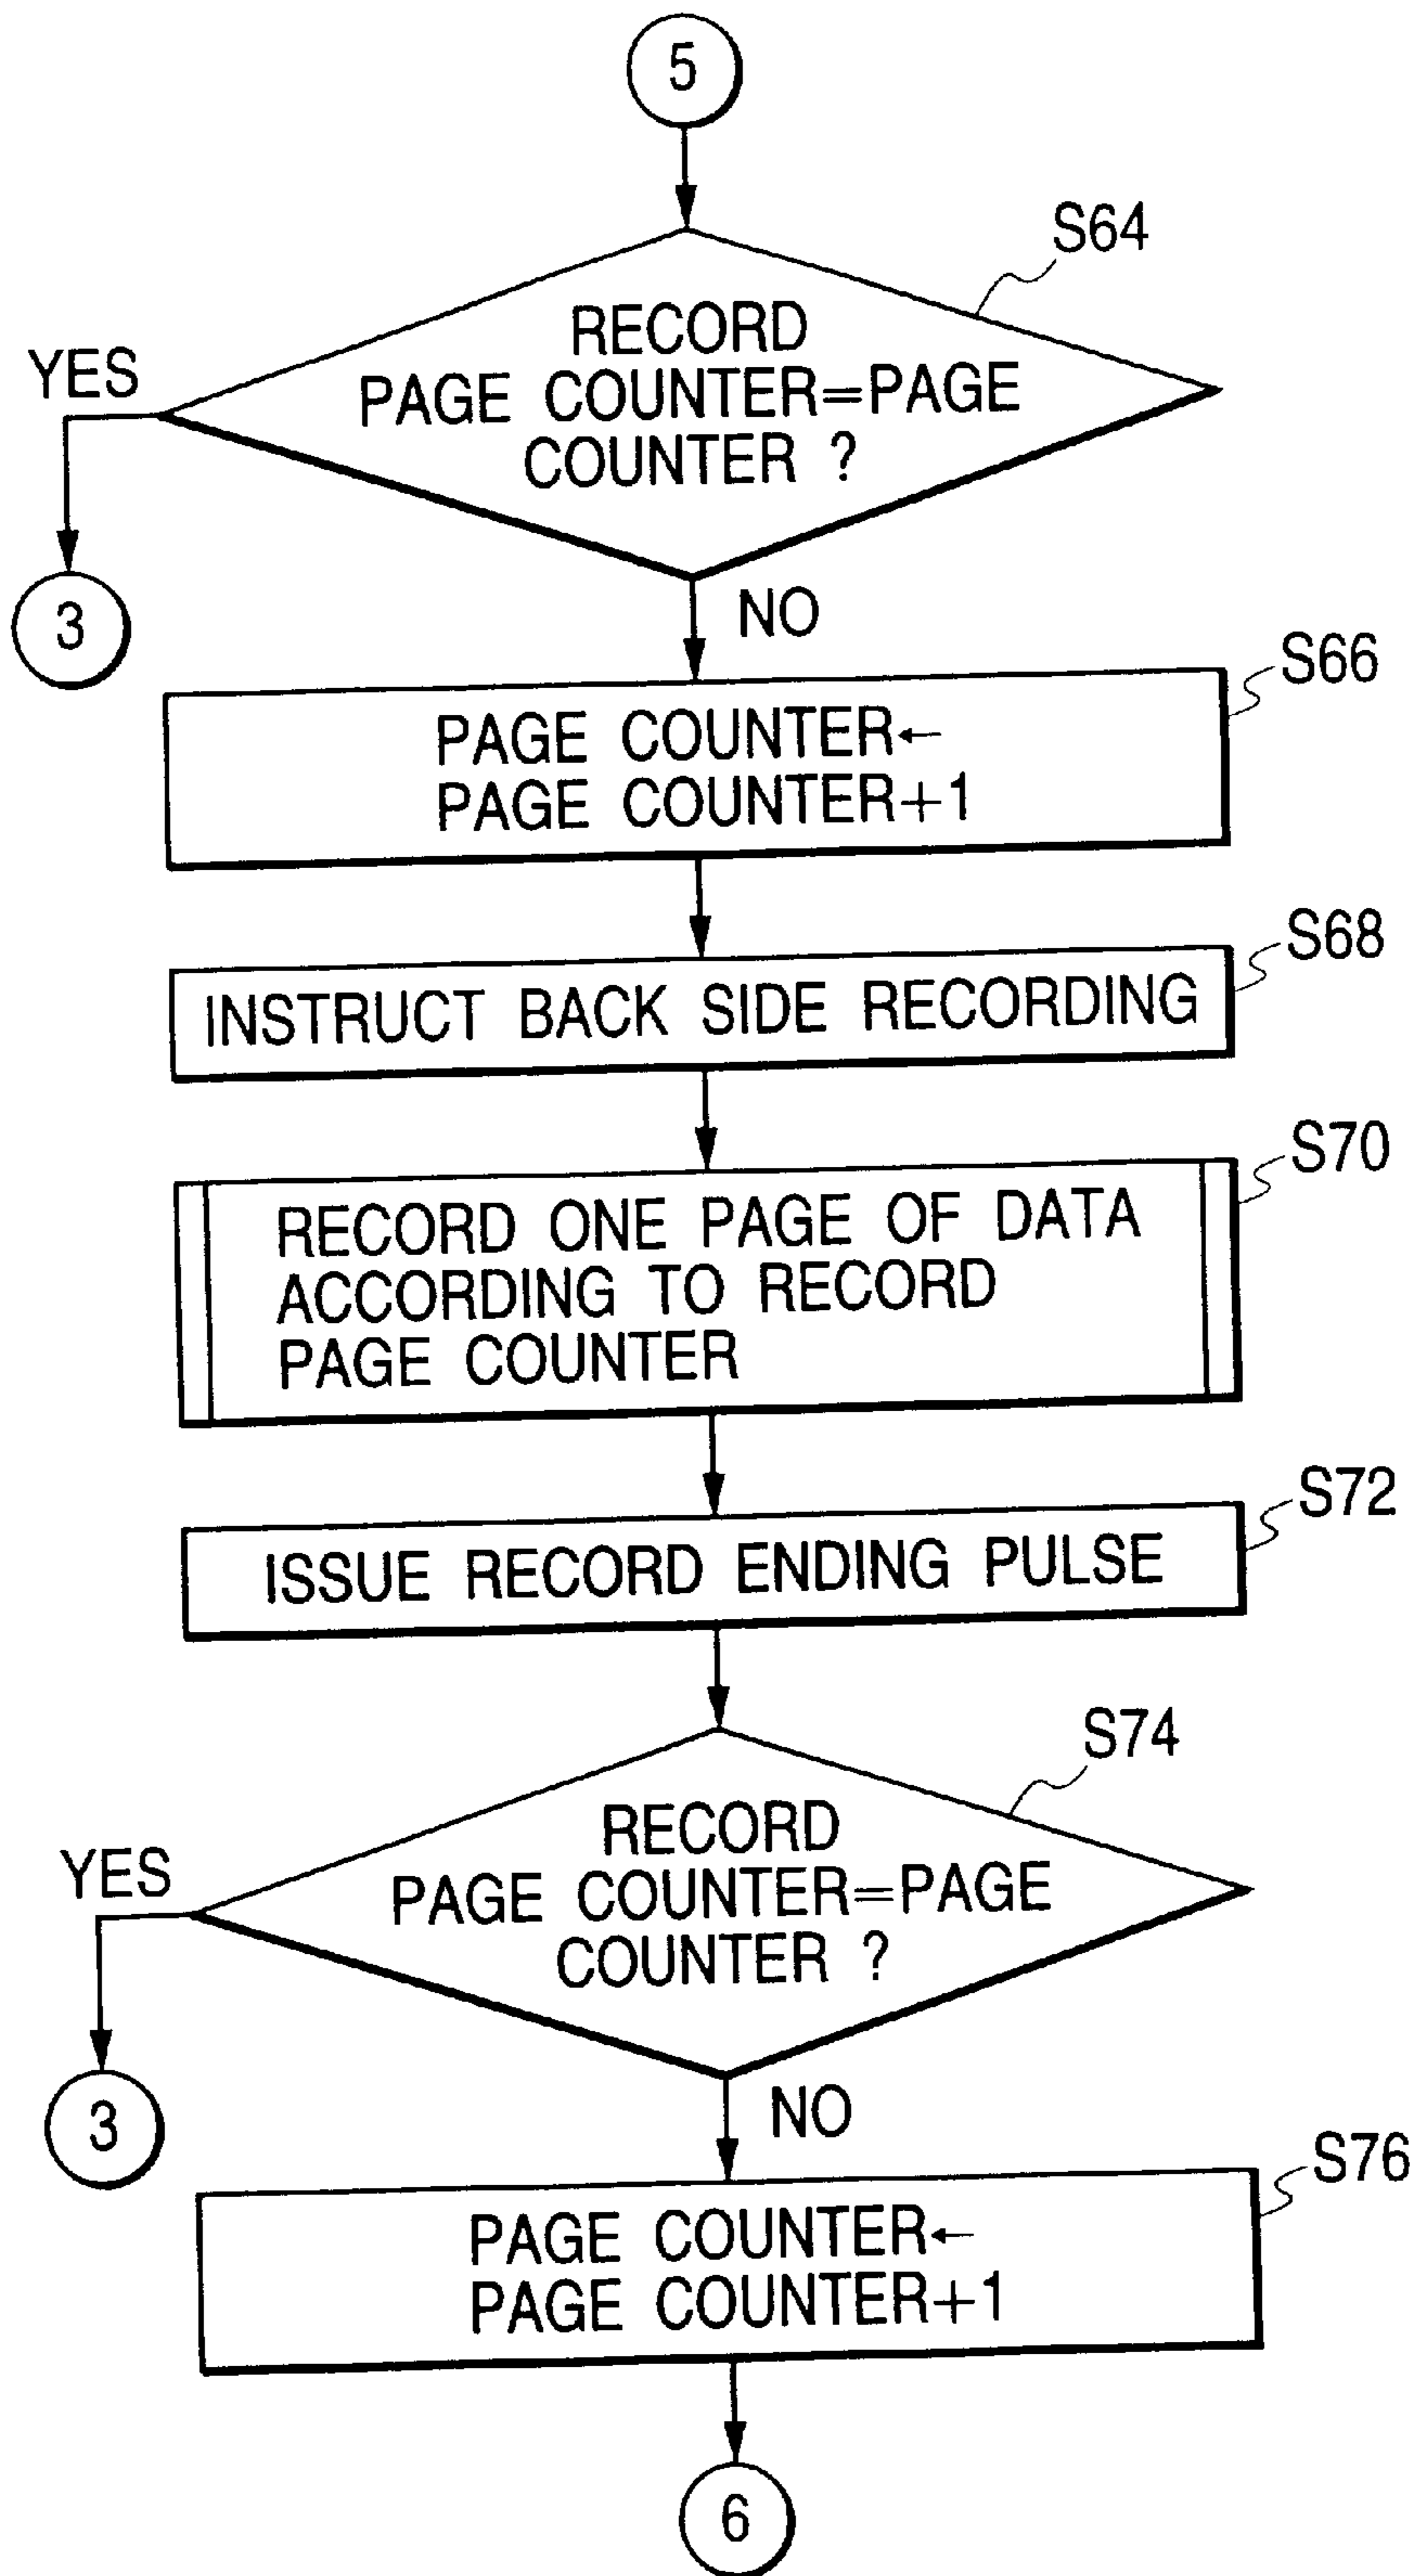 5
S64
RECORD
YES
PAGE COUNTER=PAGE
COUNTER ?
3
NO
S66
PAGE COUNTER←
PAGE COUNTER+1
S68
INSTRUCT BACK SIDE RECORDING
S70
RECORD ONE PAGE OF DATA
ACCORDING TO RECORD
PAGE COUNTER
S72
ISSUE RECORD ENDING PULSE
S74
RECORD
YES
PAGE COUNTER=PAGE
COUNTER ?
3
NO
S76
PAGE COUNTER←
PAGE COUNTER+1
6